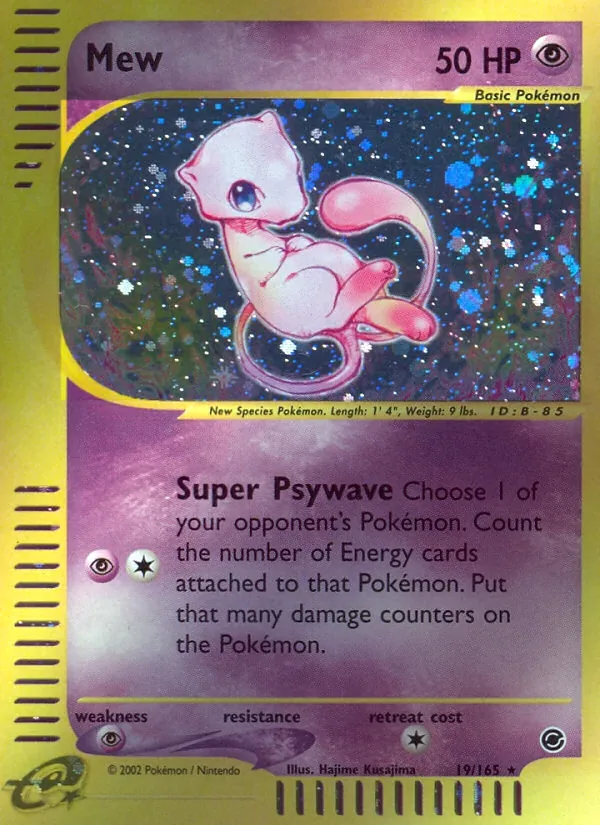 Mew 50 HP
Basic Pokémon
New Species Pokémon. Length: 1' 4", Weight: 9 lbs. ID:B-85
Super Psywave Choose 1 of
your opponent's Pokémon. Count
the number of Energy cards
attached to that Pokémon. Put
that many damage counters on
the Pokémon.
weakness resistance retreat cost
© 2002 Pokémon / Nintendo Illus. Hajime Kusajima 19/165 ★
e